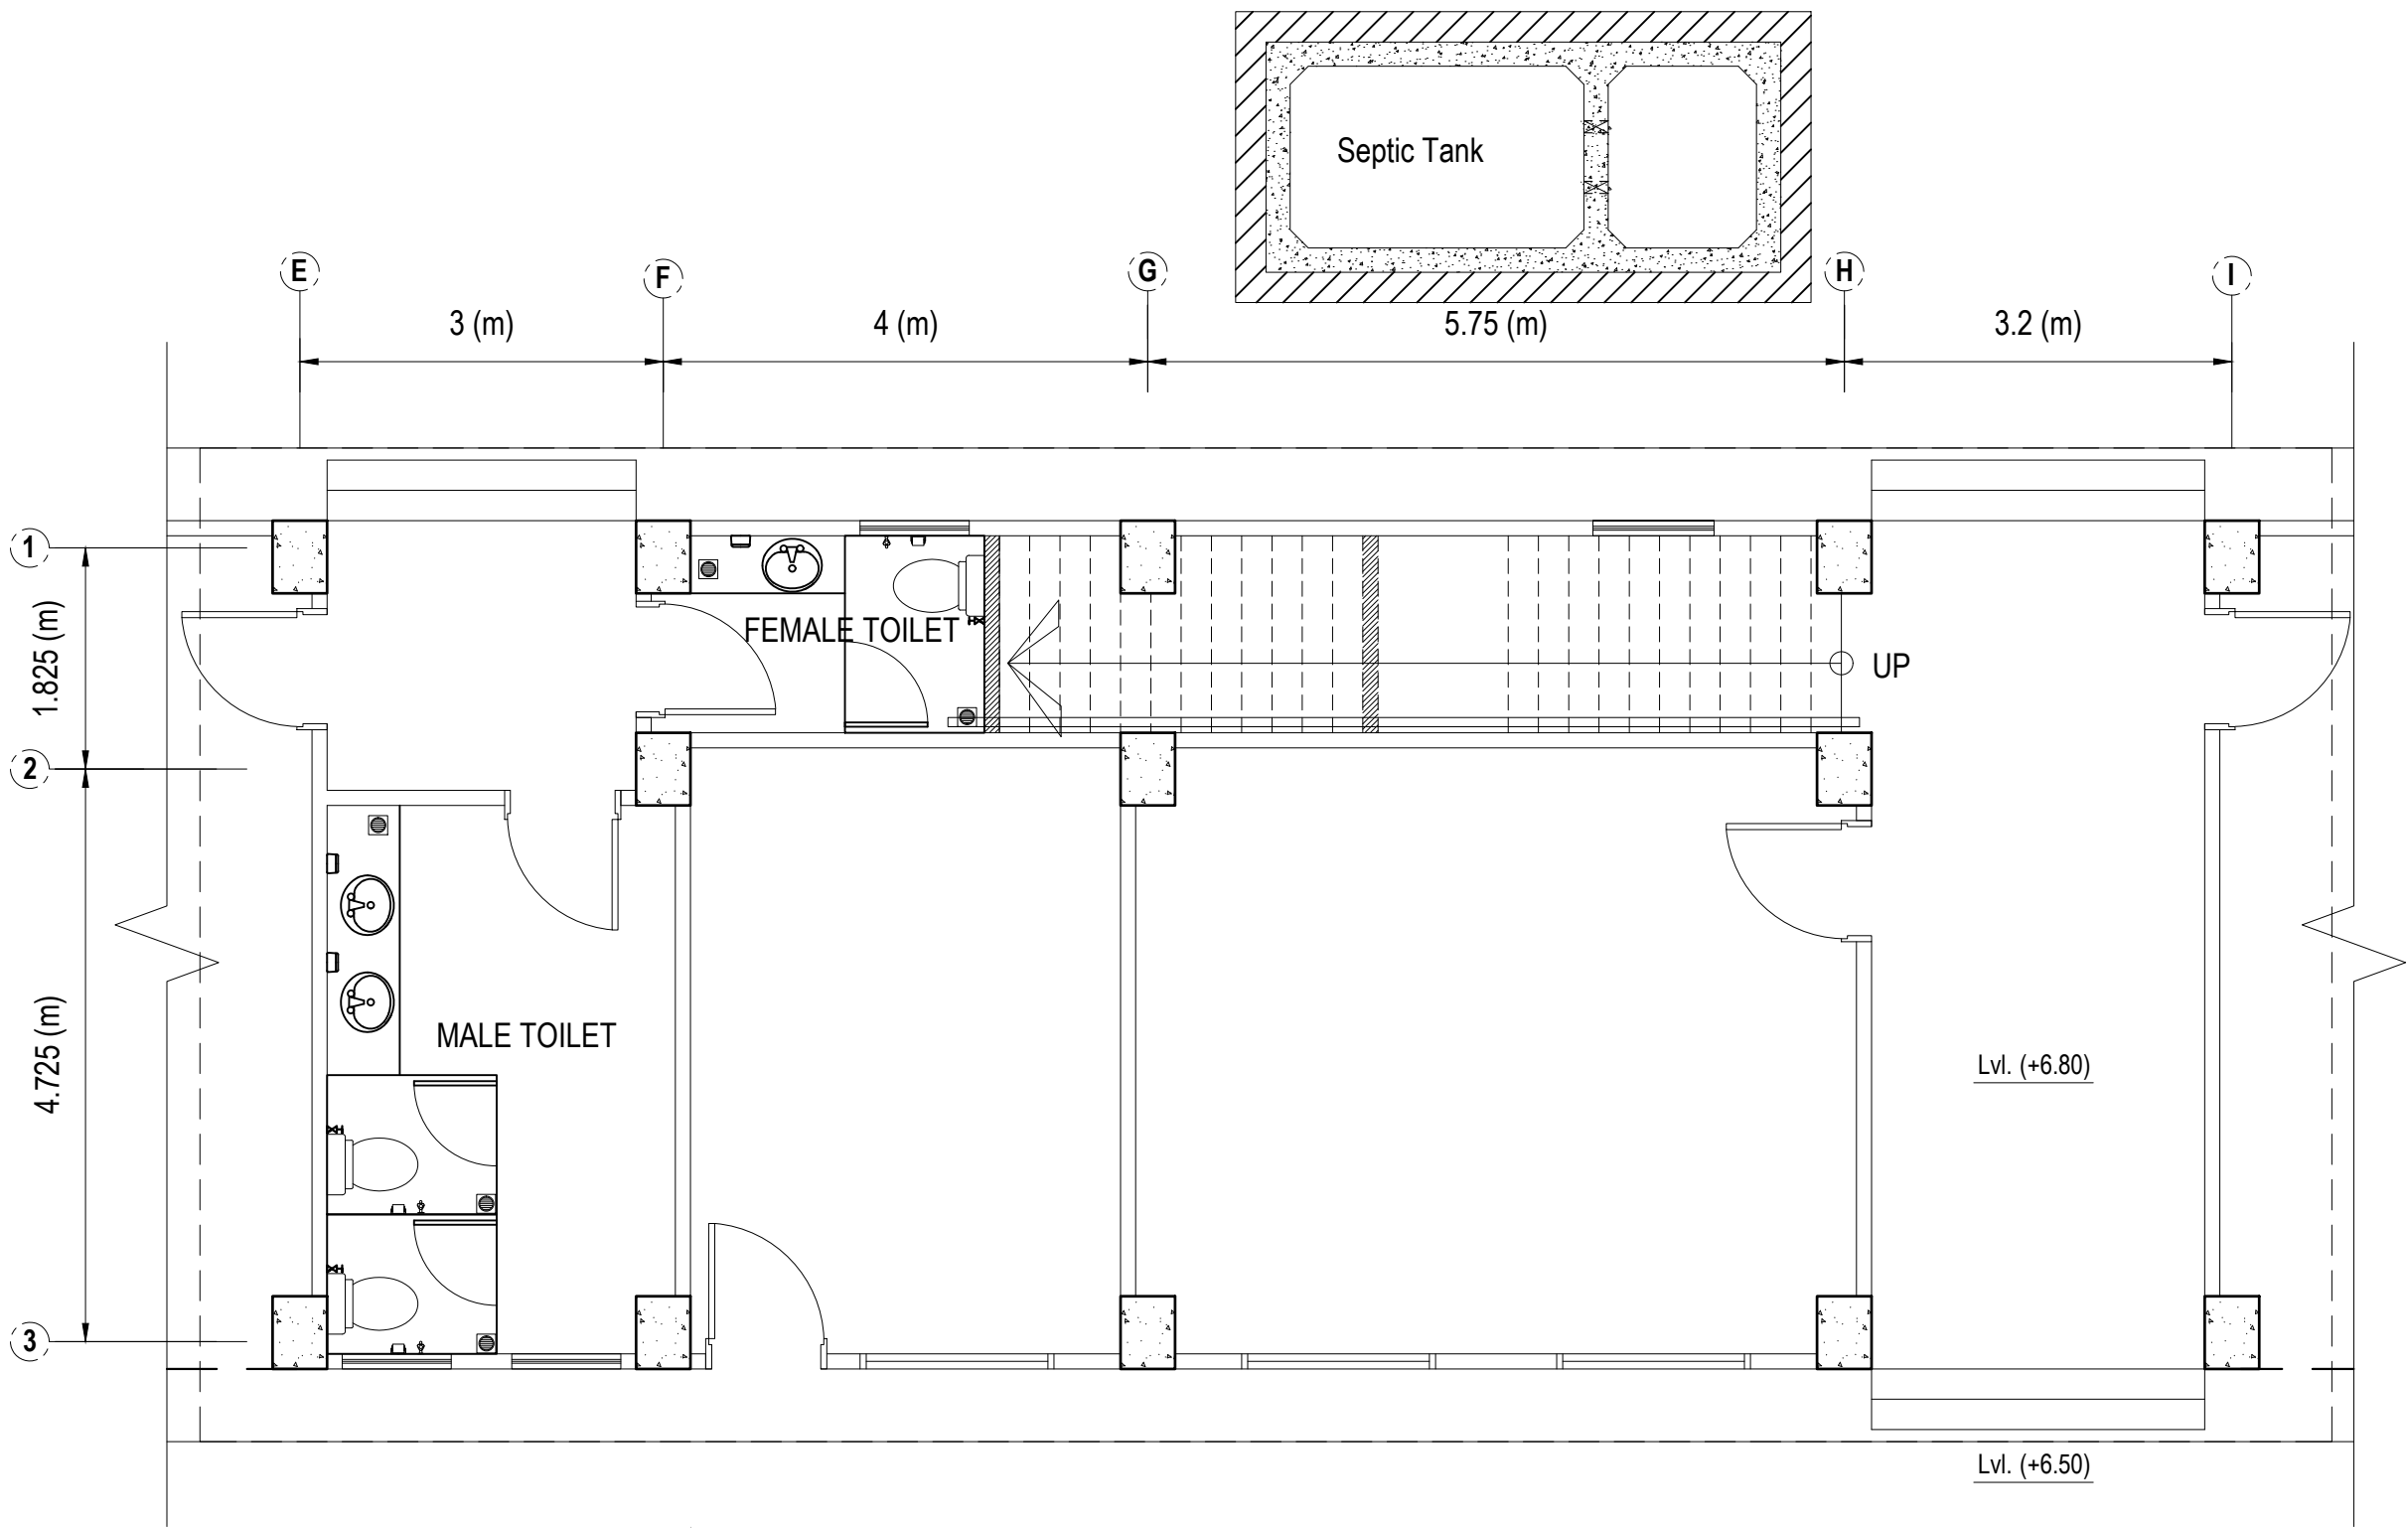 Septic Tank
E
F
G
H
I
3 (m)
4 (m)
5.75 (m)
3.2 (m)
1
1.825 (m)
FEMALE TOILET
UP
2
4.725 (m)
MALE TOILET
Lvl. (+6.80)
3
Lvl. (+6.50)